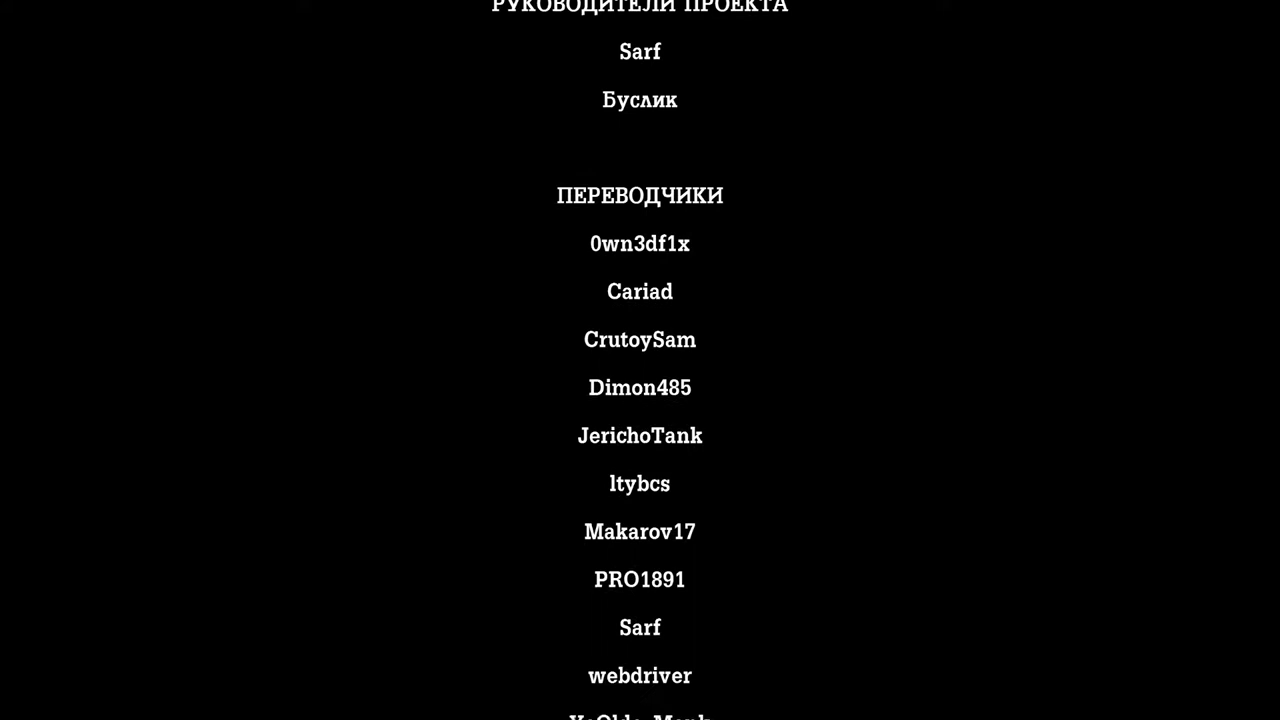 РУКОВОДИТЕЛИ ПРОЕКТА
Sarf
Буслик
ПЕРЕВОДЧИКИ
0wn3df1x
Cariad
CrutoySam
Dimon485
JerichoTank
ltybcs
Makarov17
PRO1891
Sarf
webdriver